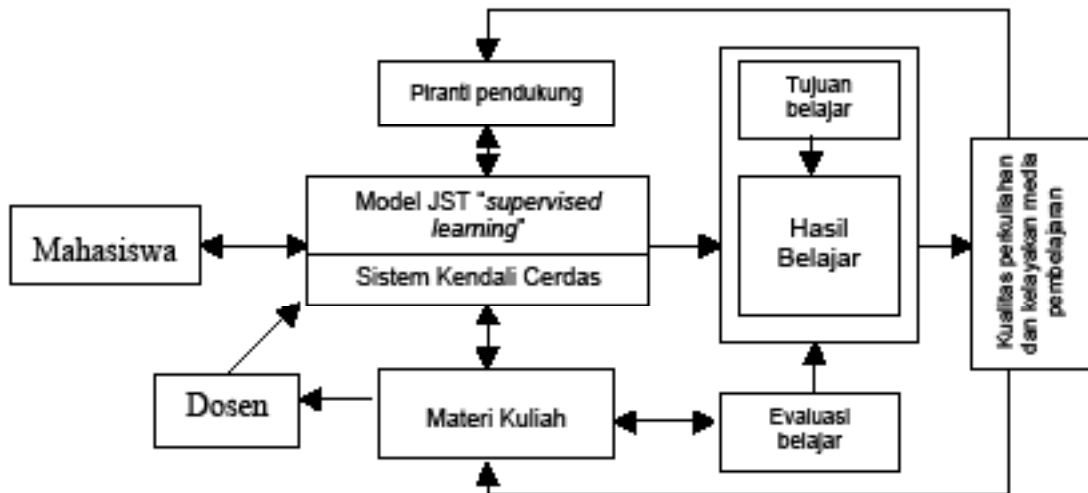 Piranti pendukung
Tujuan
belajar
Model JST "supervised
learning"
Sistem Kendali Cerdas
Mahasiswa
Hasil
Belajar
Kualitas perkuliahan
dan kelayakan media
pembelajaran
Dosen
Materi Kuliah
Evaluasi
belajar